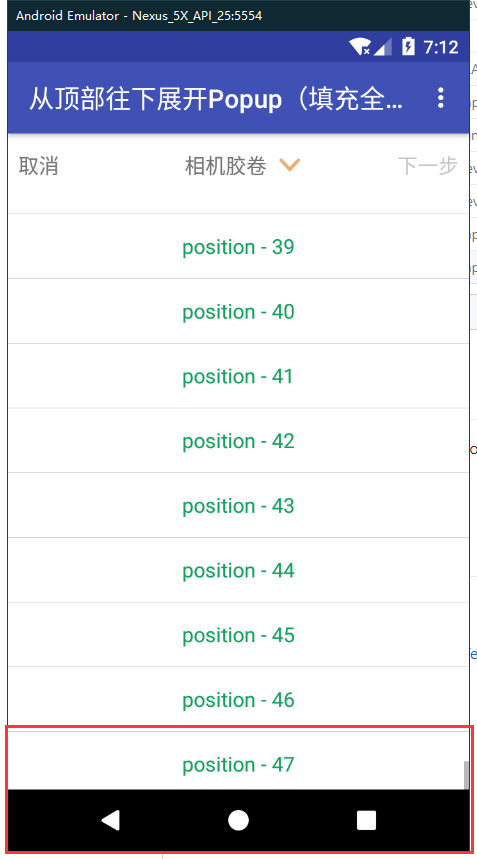 Android Emulator - Nexus_5X_API_25:5554
7:12
从顶部往下展开Popup（填充全…
取消 相机胶卷 下一步
position - 39
position - 40
position - 41
position - 42
position - 43
position - 44
position - 45
position - 46
position - 47